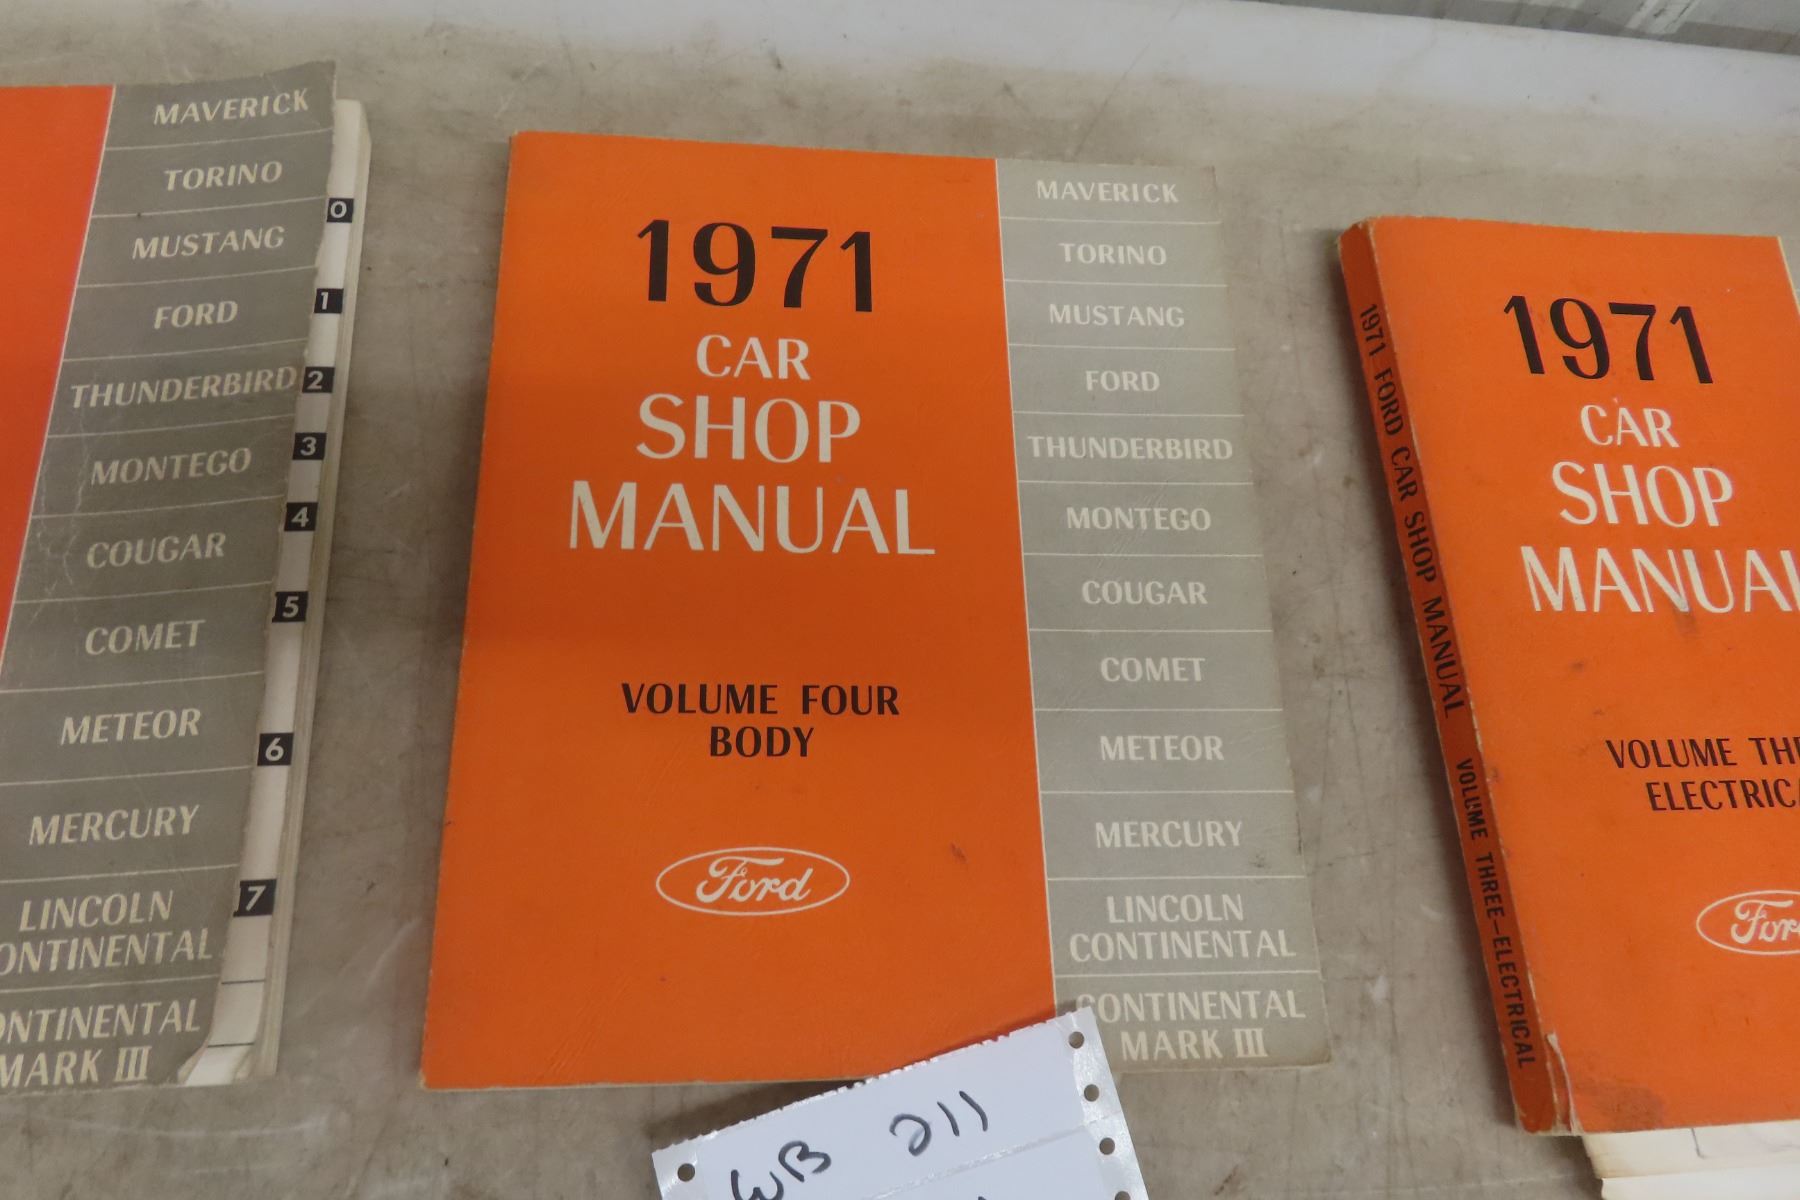 MAVERICK
TORINO
MUSTANG
FORD
THUNDERBIRD
MONTEGO
COUGAR
COMET
METEOR
MERCURY
LINCOLN
ONTINENTAL
ONTINENTAL
MARK III
0
1
2
3
4
5
6
7
1971
CAR
SHOP
MANUAL
VOLUME FOUR
BODY
Ford
MAVERICK
TORINO
MUSTANG
FORD
THUNDERBIRD
MONTEGO
COUGAR
COMET
METEOR
MERCURY
LINCOLN
CONTINENTAL
CONTINENTAL
MARK III
WB 211
1971 FORD CAR SHOP MANUAL VOLUME THREE—ELECTRICAL
1971
CAR
SHOP
MANUAL
VOLUME THR
ELECTRICA
For